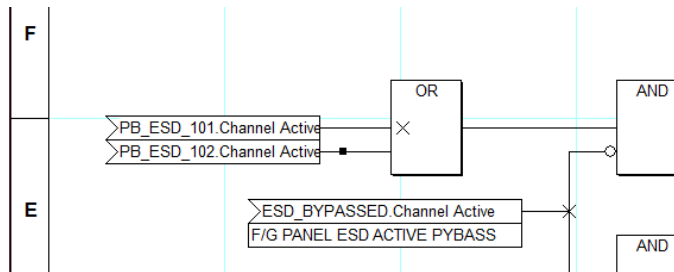 F
OR
AND
PB_ESD_101.Channel Active
PB_ESD_102.Channel Active
E
ESD_BYPASSED.Channel Active
F/G PANEL ESD ACTIVE PYBASS
AND